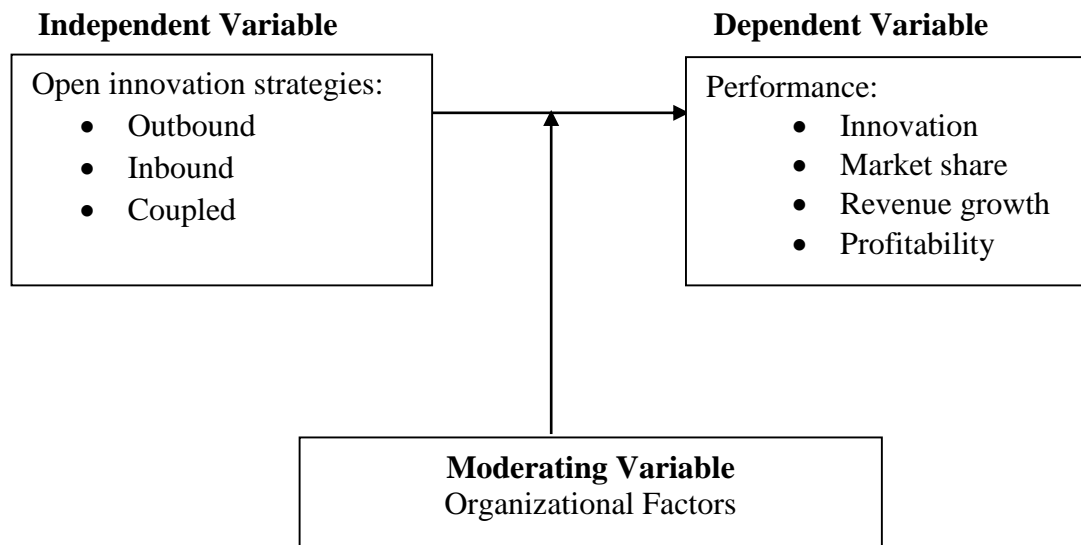 Independent Variable
Open innovation strategies:
• Outbound
• Inbound
• Coupled
Dependent Variable
Performance:
• Innovation
• Market share
• Revenue growth
• Profitability
Moderating Variable
Organizational Factors